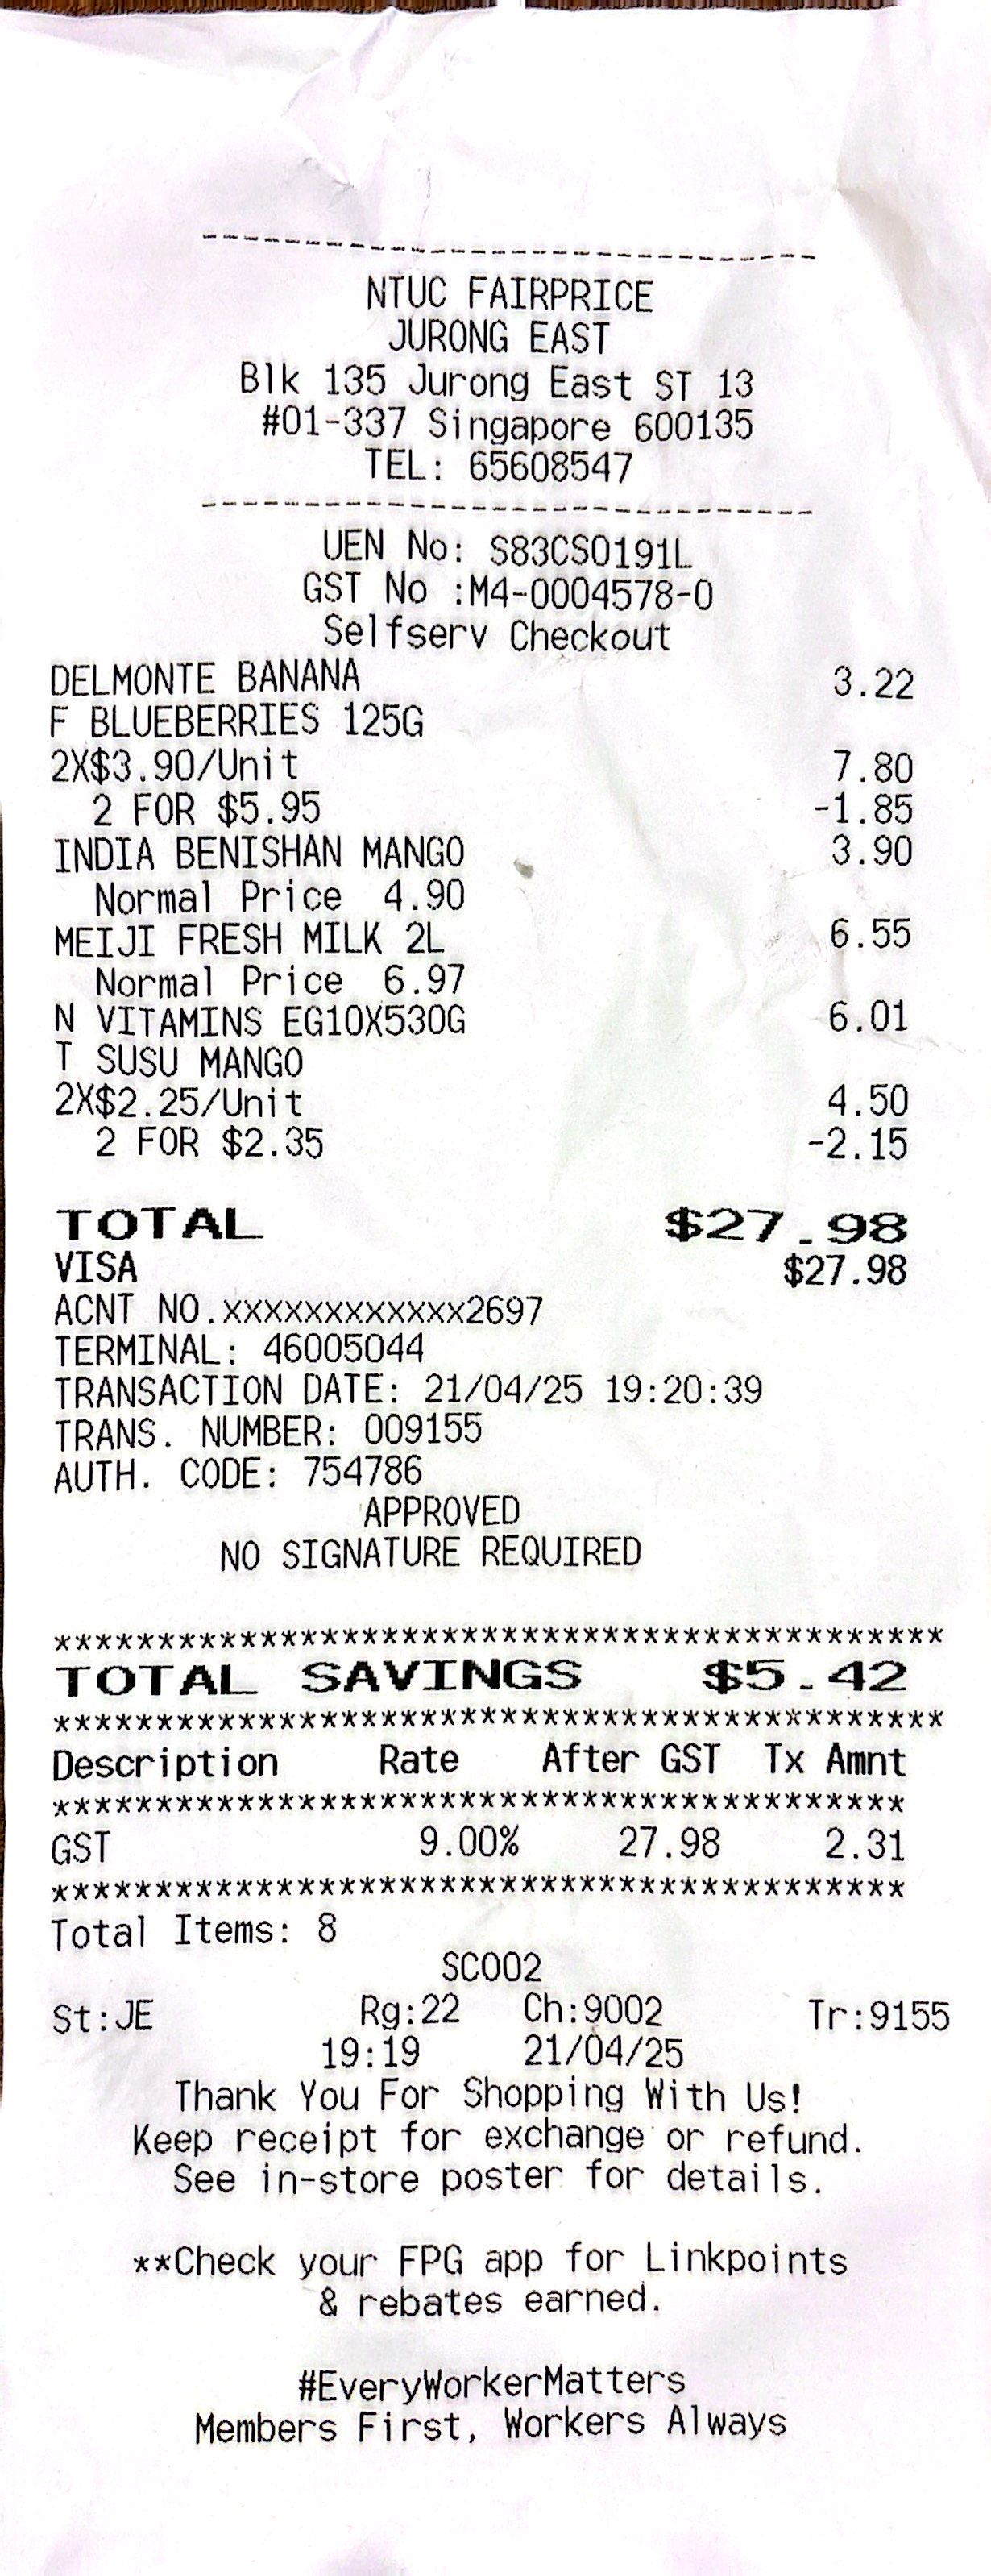 ------------------------------
NTUC FAIRPRICE
JURONG EAST
Blk 135 Jurong East ST 13
#01-337 Singapore 600135
TEL: 65608547
------------------------------
UEN No: S83CS0191L
GST No :M4-0004578-0
Selfserv Checkout
DELMONTE BANANA 3.22
F BLUEBERRIES 125G
2X$3.90/Unit 7.80
2 FOR $5.95 -1.85
INDIA BENISHAN MANGO 3.90
Normal Price 4.90
MEIJI FRESH MILK 2L 6.55
Normal Price 6.97
N VITAMINS EG10X530G 6.01
T SUSU MANGO
2X$2.25/Unit 4.50
2 FOR $2.35 -2.15
TOTAL $27.98
VISA $27.98
ACNT NO.xxxxxxxxxxxx2697
TERMINAL: 46005044
TRANSACTION DATE: 21/04/25 19:20:39
TRANS. NUMBER: 009155
AUTH. CODE: 754786
APPROVED
NO SIGNATURE REQUIRED
*******************************************
TOTAL SAVINGS $5.42
*******************************************
Description Rate After GST Tx Amnt
*****************************************
GST 9.00% 27.98 2.31
*****************************************
Total Items: 8
SCO02
St:JE Rg:22 Ch:9002 Tr:9155
19:19 21/04/25
Thank You For Shopping With Us!
Keep receipt for exchange or refund.
See in-store poster for details.
**Check your FPG app for Linkpoints
& rebates earned.
#EveryWorkerMatters
Members First, Workers Always